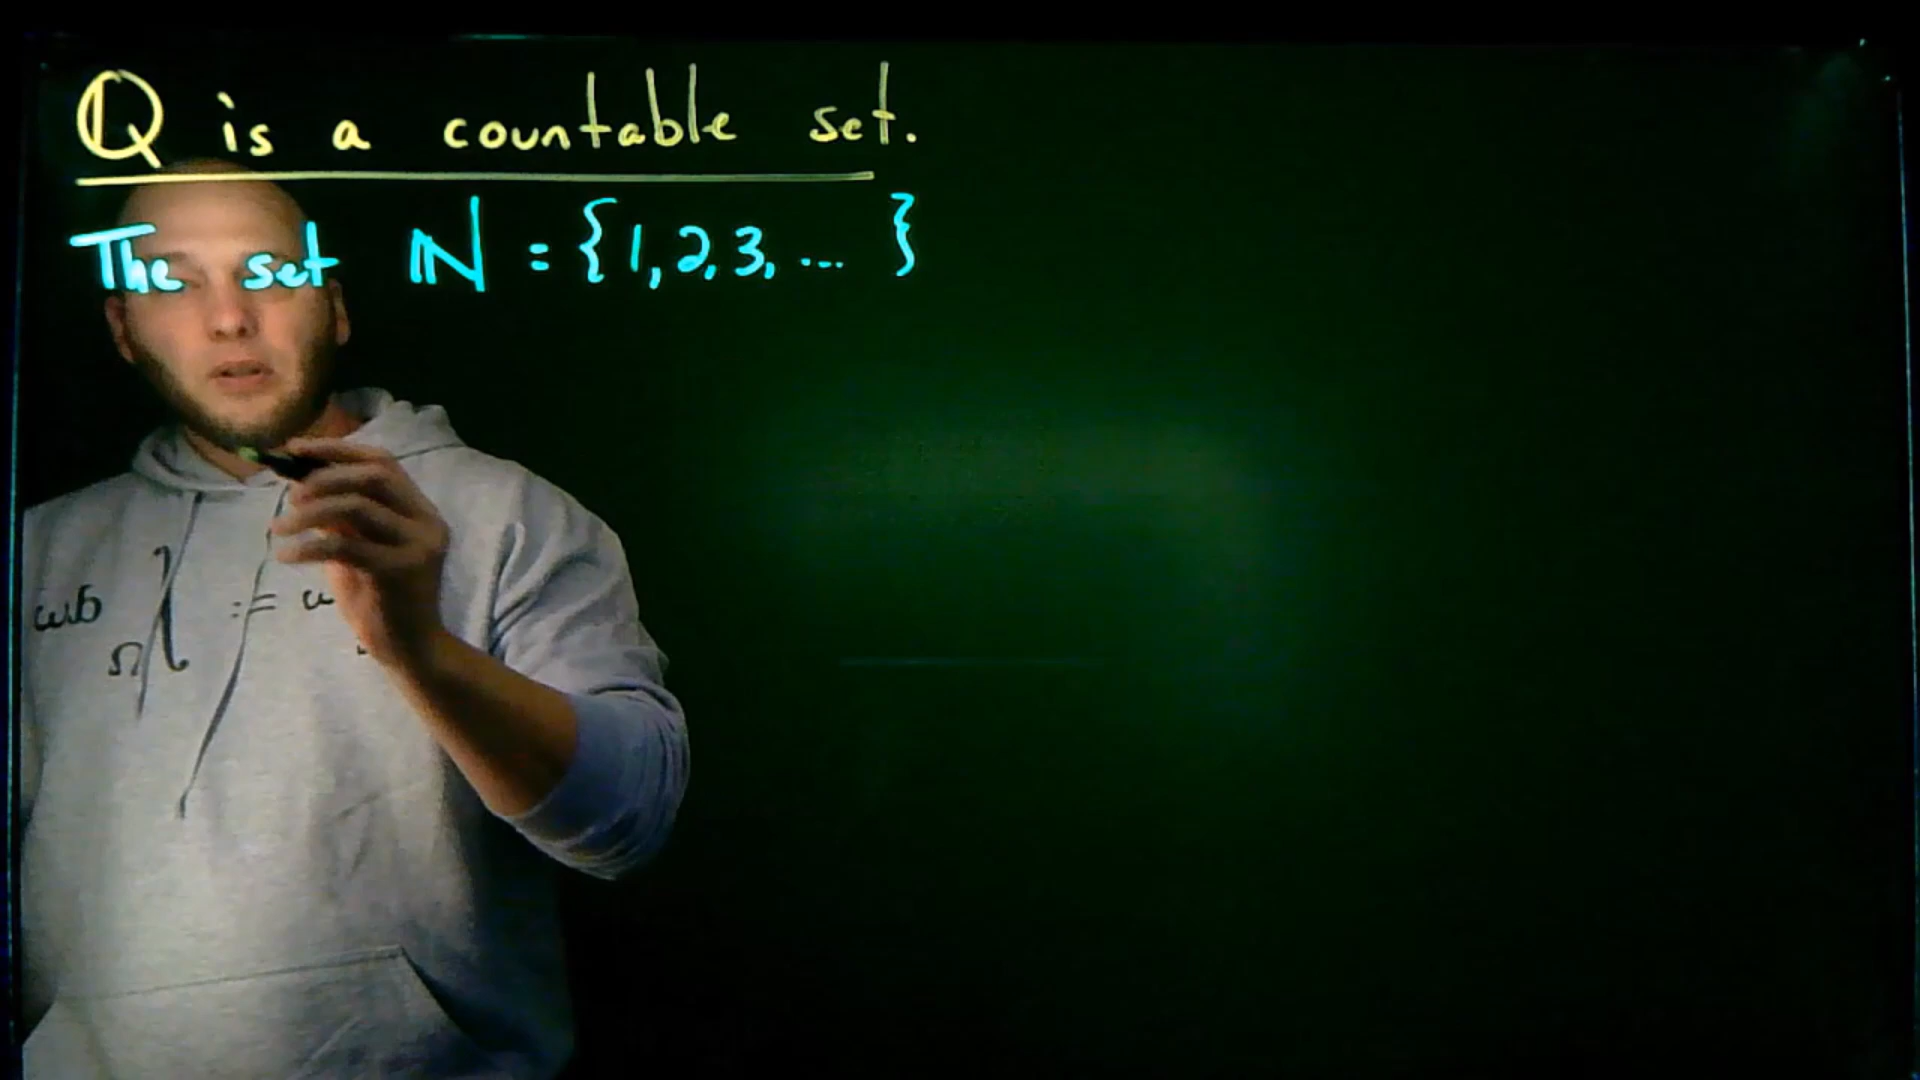 ℚ is a countable set.
The set ℕ = {1, 2, 3, ... }